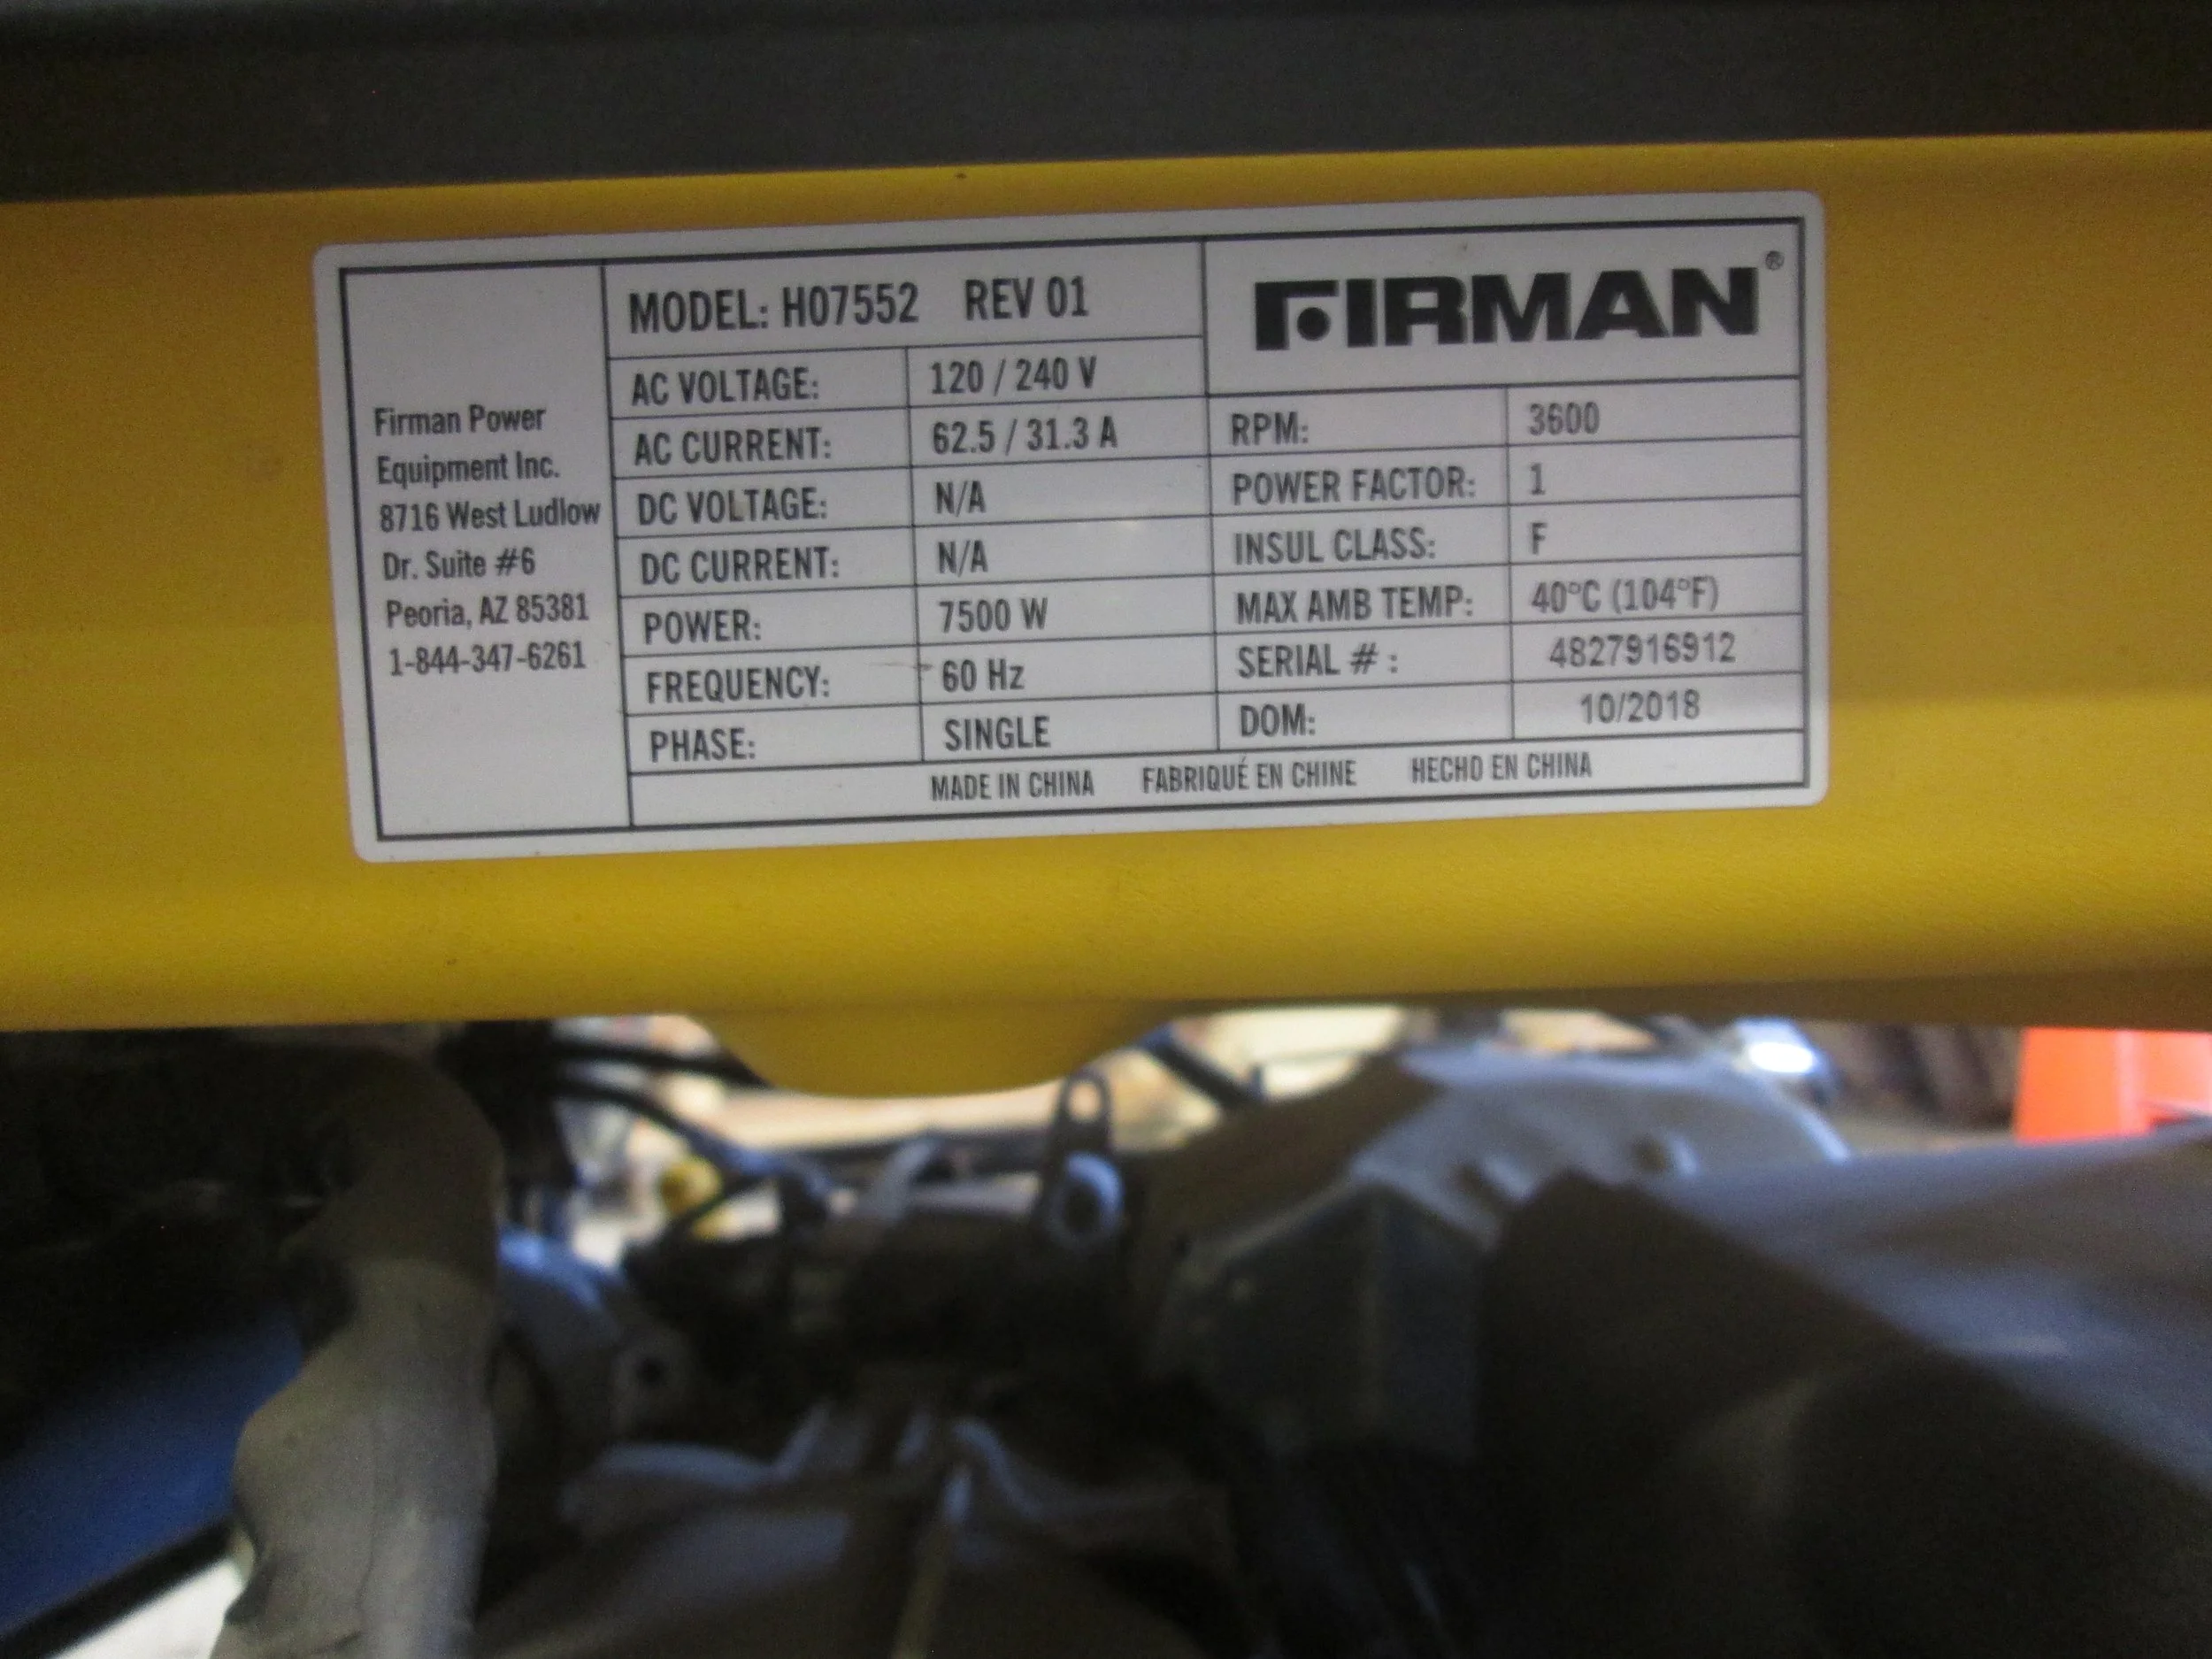 Firman Power
Equipment Inc.
8716 West Ludlow
Dr. Suite #6
Peoria, AZ 85381
1-844-347-6261
MODEL: H07552 REV 01
AC VOLTAGE: 120 / 240 V
AC CURRENT: 62.5 / 31.3 A
DC VOLTAGE: N/A
DC CURRENT: N/A
POWER: 7500 W
FREQUENCY: 60 Hz
PHASE: SINGLE
FIRMAN®
RPM: 3600
POWER FACTOR: 1
INSUL CLASS: F
MAX AMB TEMP: 40°C (104°F)
SERIAL # : 4827916912
DOM: 10/2018
MADE IN CHINA FABRIQUÉ EN CHINE HECHO EN CHINA